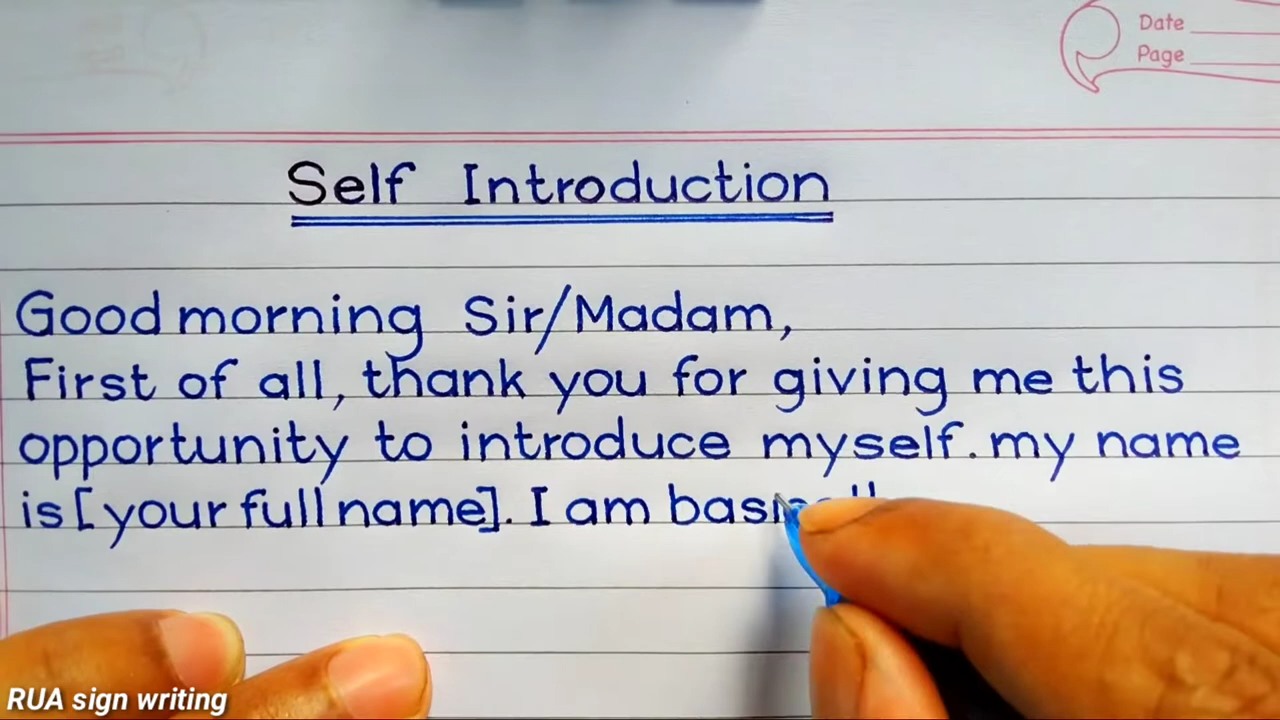 Date
Page
Self Introduction
Good morning Sir/Madam,
First of all, thank you for giving me this
opportunity to introduce myself. my name
is [your full name]. I am
RUA sign writing